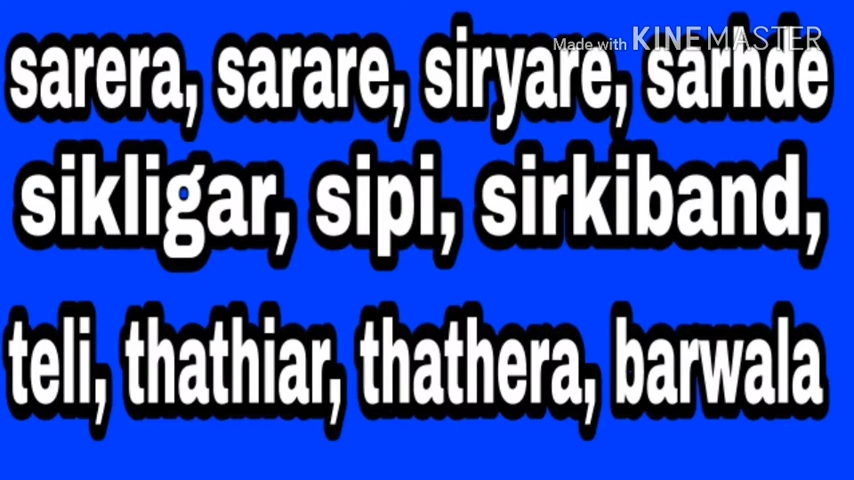 Made with KINEMASTER
sarera, sarare, siryare, sarhde
sikligar, sipi, sirkiband,
teli, thathiar, thathera, barwala